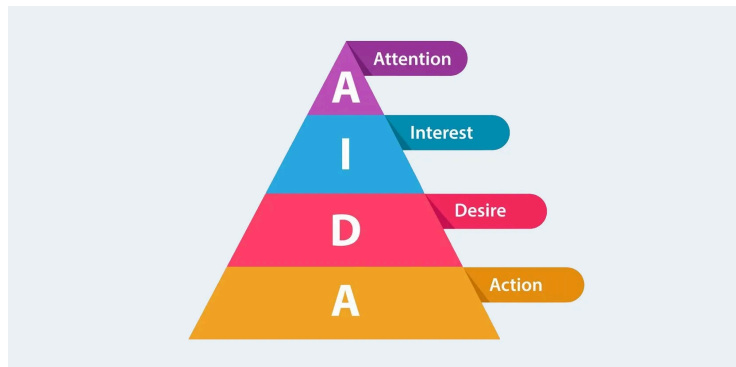 A
Attention
I
Interest
D
Desire
A
Action